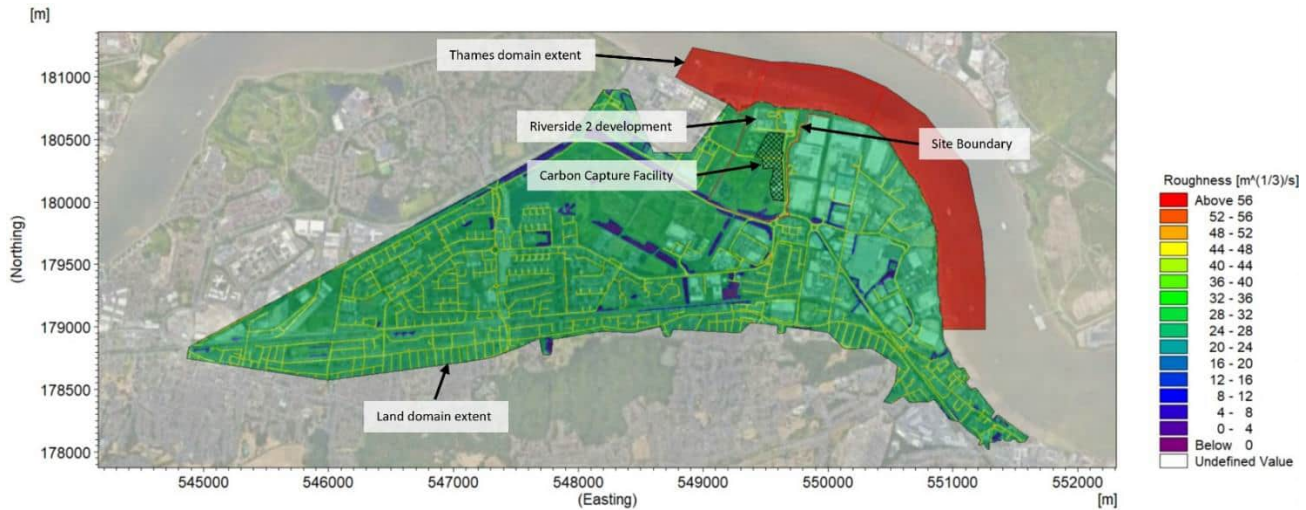 [m]
181000
180500
180000
179500
179000
178500
178000
(Northing)
Thames domain extent
Riverside 2 development
Carbon Capture Facility
Site Boundary
Land domain extent
545000 546000 547000 548000 549000 550000 551000 552000
(Easting) [m]
Roughness [m^(1/3)/s]
Above 56
52 - 56
48 - 52
44 - 48
40 - 44
36 - 40
32 - 36
28 - 32
24 - 28
20 - 24
16 - 20
12 - 16
8 - 12
4 - 8
0 - 4
Below 0
Undefined Value